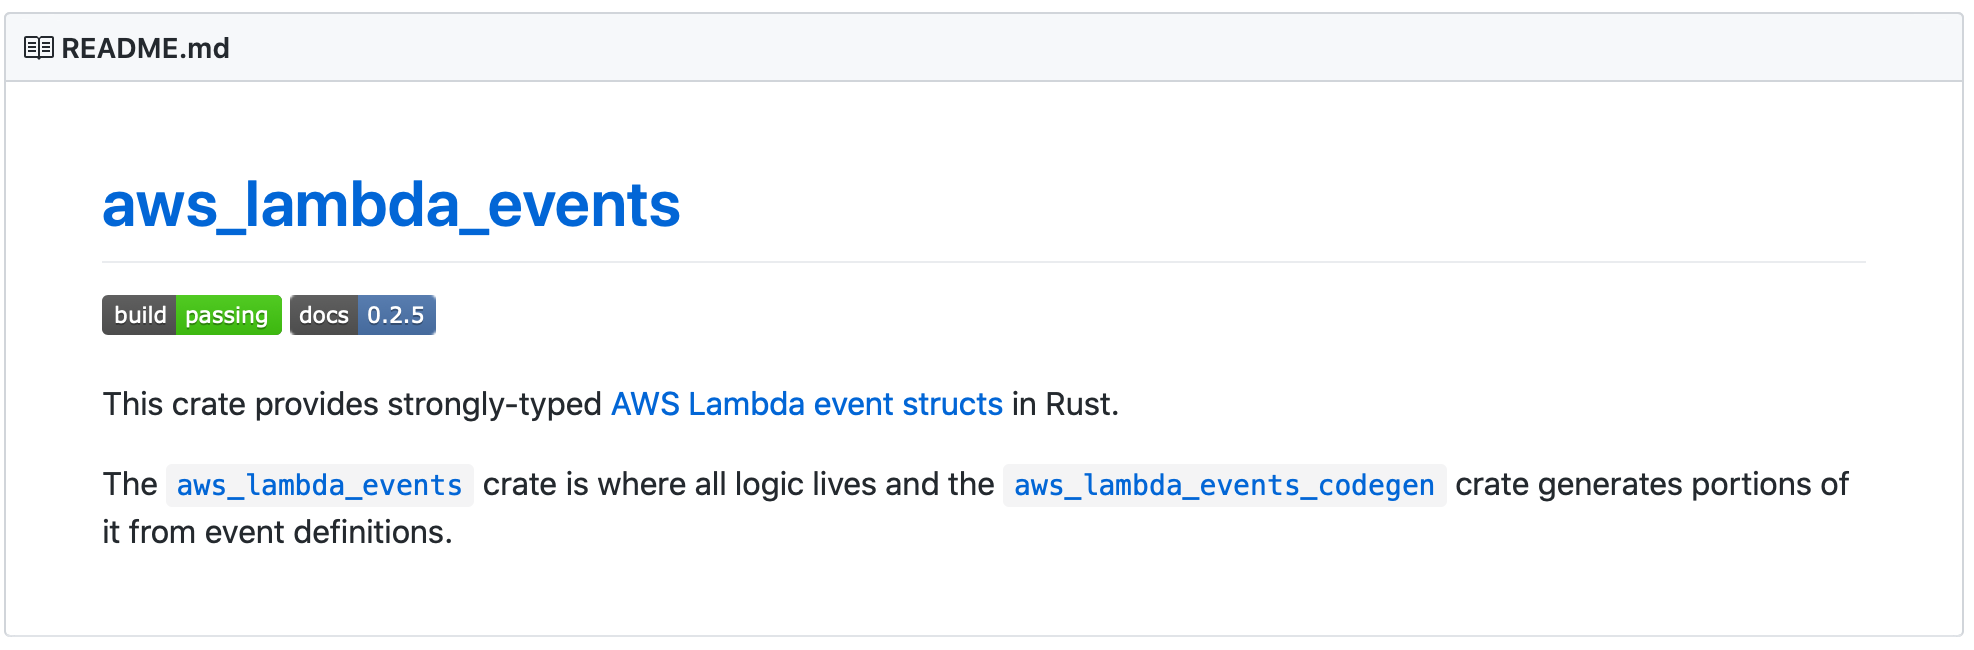 README.md
aws_lambda_events
build passing docs 0.2.5
This crate provides strongly-typed AWS Lambda event structs in Rust.
The aws_lambda_events crate is where all logic lives and the aws_lambda_events_codegen crate generates portions of
it from event definitions.